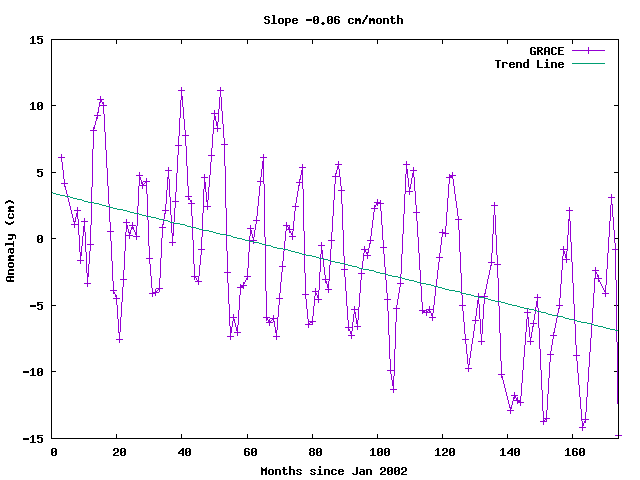 Slope -0.06 cm/month
GRACE
Trend Line
Anomaly (cm)
15
10
5
0
-5
-10
-15
0 20 40 60 80 100 120 140 160
Months since Jan 2002